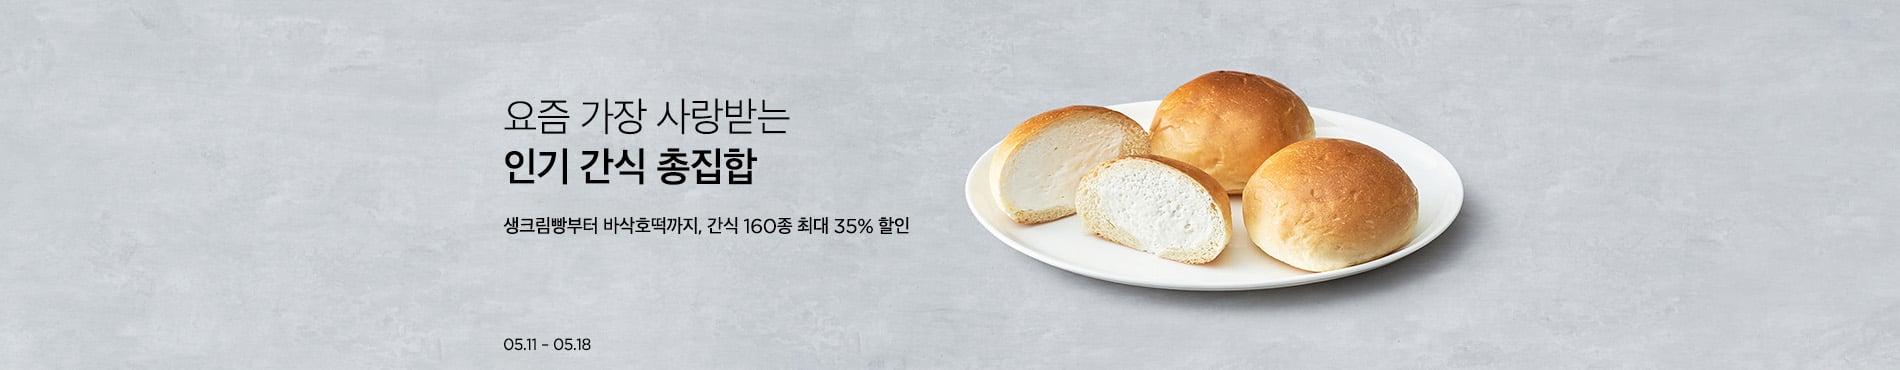 요즘 가장 사랑받는
인기 간식 총집합
생크림빵부터 바삭호떡까지, 간식 160종 최대 35% 할인
05.11 – 05.18